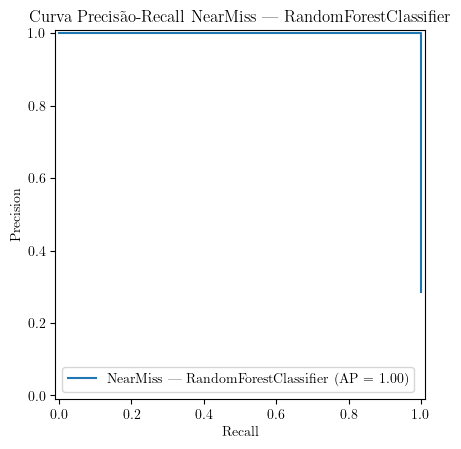 Curva Precisão-Recall NearMiss — RandomForestClassifier
1.0
0.8
0.6
0.4
0.2
0.0
Precision
NearMiss — RandomForestClassifier (AP = 1.00)
0.0 0.2 0.4 0.6 0.8 1.0
Recall